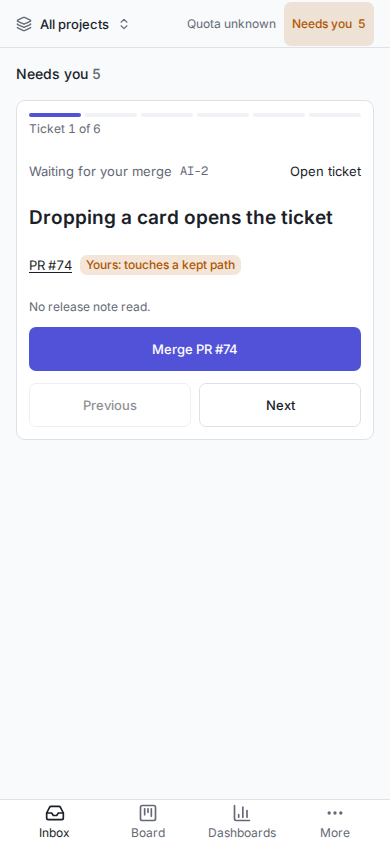 All projects
Quota unknown
Needs you 5
Needs you 5
Ticket 1 of 6
Waiting for your merge AI-2
Open ticket
Dropping a card opens the ticket
PR #74
Yours: touches a kept path
No release note read.
Merge PR #74
Previous
Next
Inbox
Board
Dashboards
More